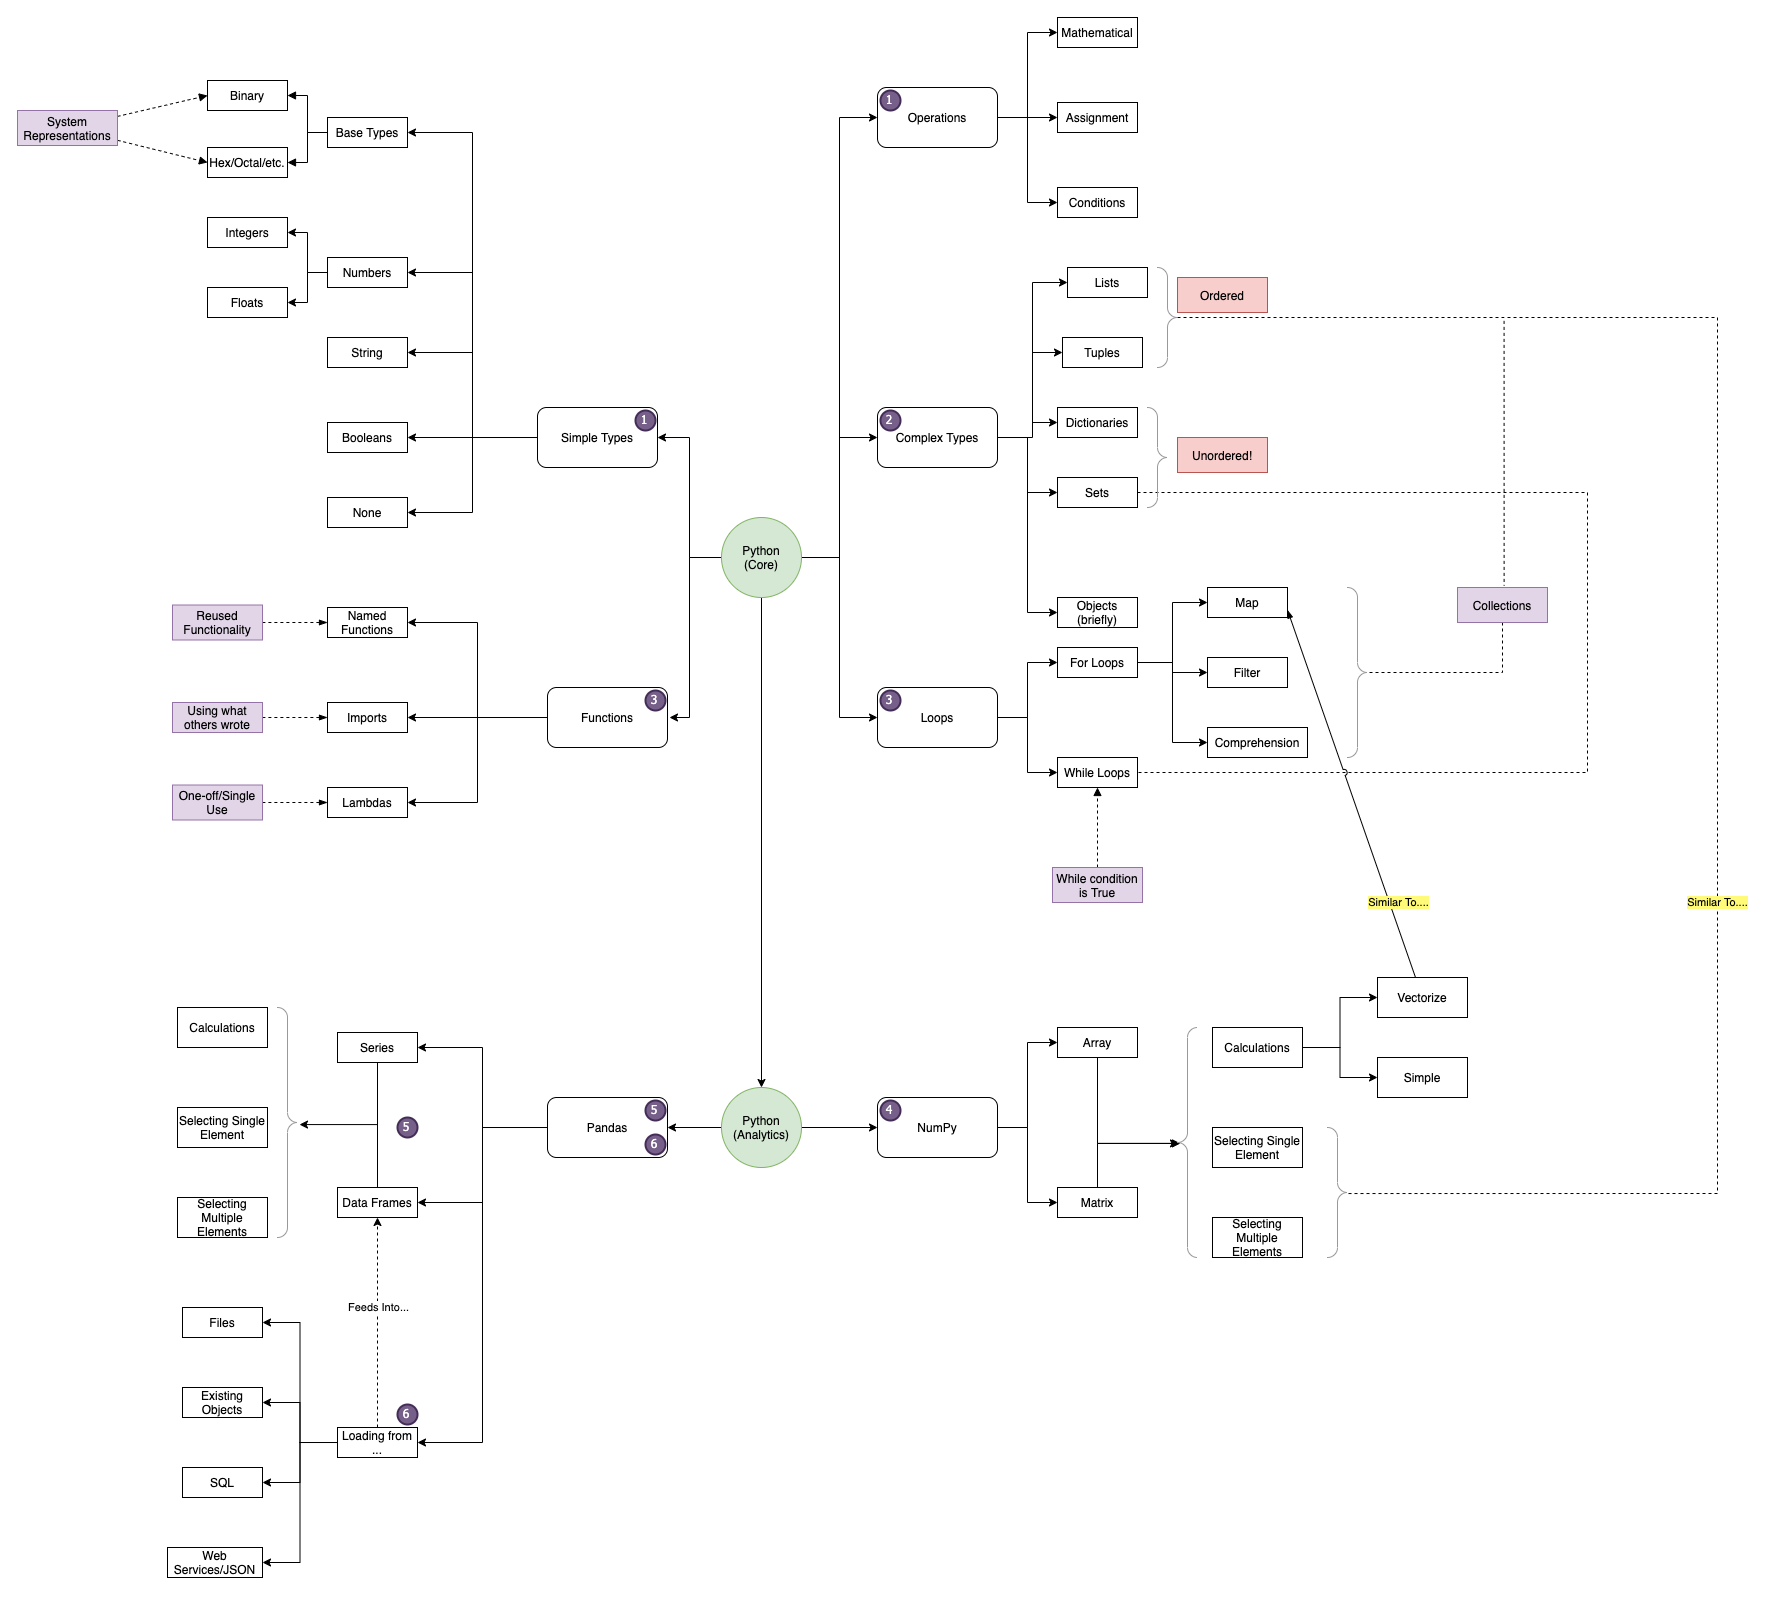 Mathematical
1
Operations
Assignment
Conditions
System
Representations
Binary
Hex/Octal/etc.
Base Types
Integers
Floats
Numbers
String
Booleans
None
1
Simple Types
Lists
Tuples
Ordered
2
Complex Types
Dictionaries
Sets
Unordered!
Objects
(briefly)
Python
(Core)
Reused
Functionality
Named
Functions
Using what
others wrote
Imports
One-off/Single
Use
Lambdas
3
Functions
3
Loops
For Loops
While Loops
Map
Filter
Comprehension
Collections
While condition
is True
Similar To....
Similar To....
Calculations
Selecting Single
Element
Selecting
Multiple
Elements
Series
5
Data Frames
5
6
Pandas
Python
(Analytics)
4
NumPy
Array
Matrix
Calculations
Vectorize
Simple
Selecting Single
Element
Selecting
Multiple
Elements
Feeds Into...
Files
Existing
Objects
SQL
Web
Services/JSON
6
Loading from
...